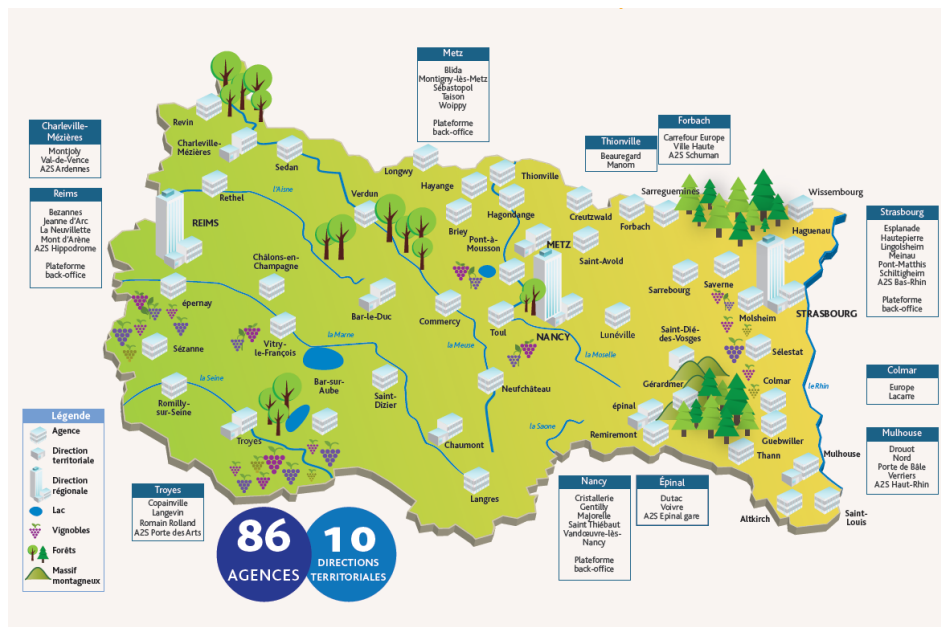 Metz
Blida
Montigny-lès-Metz
Sébastopol
Taison
Woippy
Plateforme
back-office
Charleville-
Mézières
Montjoly
Val-de-Vence
A2S Ardennes
Forbach
Carrefour Europe
Ville Haute
A2S Schuman
Thionville
Beauregard
Manom
Reims
Bezannes
Jeanne d'Arc
La Neuvillette
Mont d'Arène
A2S Hippodrome
Plateforme
back-office
Strasbourg
Esplanade
Hautepierre
Lingolsheim
Meinau
Pont-Matthis
Schiltigheim
A2S Bas-Rhin
Plateforme
back-office
Colmar
Europe
Lacarre
Mulhouse
Drouot
Nord
Porte de Bâle
Verriers
A2S Haut-Rhin
Revin
Charleville-
Mézières
Sedan
Longwy
Hayange
Thionville
Rethel
l'Aisne
Verdun
Hagondange
Creutzwald
Sarreguemines
Wissembourg
REIMS
Briey
Pont-à
Mousson
METZ
Forbach
Haguenau
Saint-Avold
Châlons-en-
Champagne
épernay
Bar-le-Duc
Commercy
Toul
NANCY
Lunéville
Sarrebourg
Saverne
Molsheim
STRASBOURG
Sézanne
Vitry-
le-François
la Marne
la Meuse
la Moselle
Saint-Dié-
des-Vosges
Sélestat
la Seine
Bar-sur-
Aube
Saint-
Dizier
Neufchâteau
Gérardmer
Colmar
le Rhin
Romilly-
sur-Seine
épinal
Troyes
Chaumont
la Saone
Remiremont
Guebwiller
Thann
Mulhouse
Langres
Altkirch
Saint-
Louis
Légende
Agence
Direction
territoriale
Direction
régionale
Lac
Vignobles
Forêts
Massif
montagneux
Troyes
Copainville
Langevin
Romain Rolland
A2S Porte des Arts
86
AGENCES
10
DIRECTIONS
TERRITORIALES
Nancy
Cristallerie
Gentilly
Majorelle
Saint Thiébaut
Vandœuvre-lès-
Nancy
Plateforme
back-office
Épinal
Dutac
Voivre
A2S Epinal gare